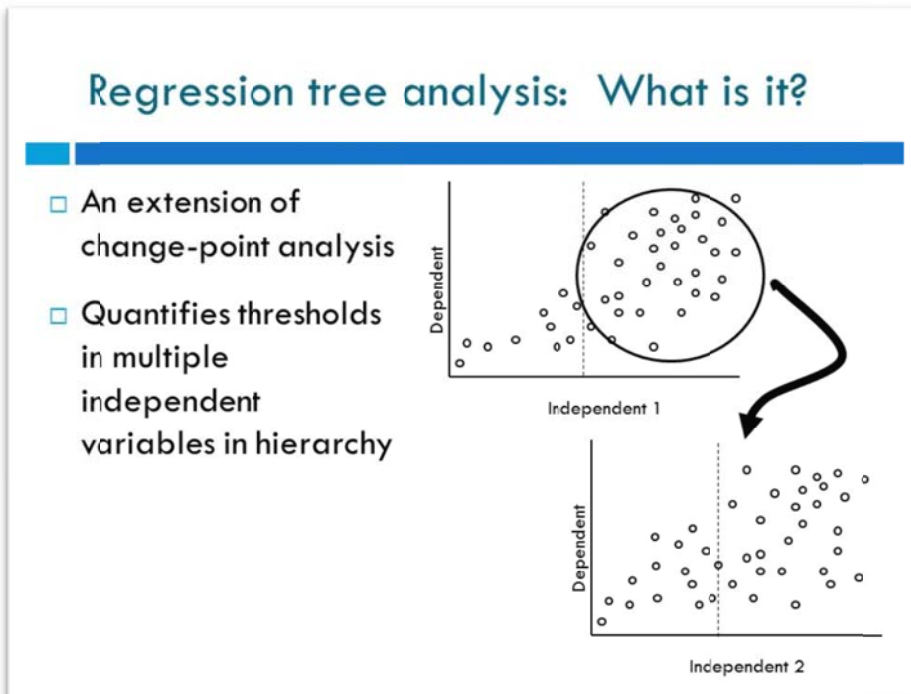 Regression tree analysis: What is it?
An extension of
change-point analysis
Quantifies thresholds
in multiple
independent
variables in hierarchy
Dependent
Independent 1
Dependent
Independent 2